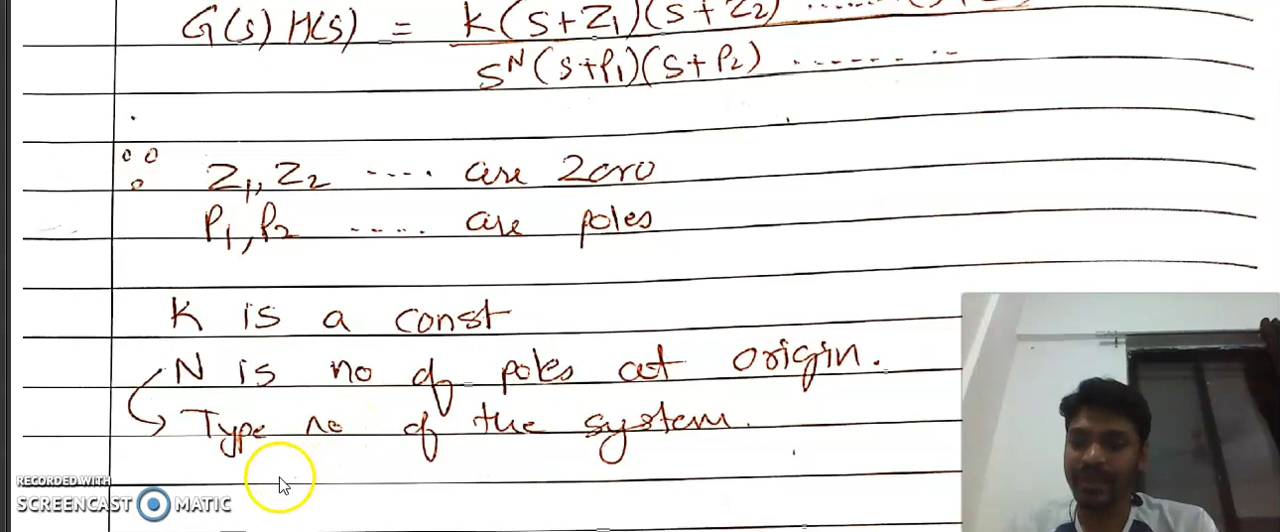 G(s) H(s) = K(s+Z1)(s+Z2) ........
s^N (s+P1)(s+P2) ..........
Z1, Z2 .... are Zero
P1, P2 ..... are poles
K is a const
N is no of poles at origin.
Type no of the system.
RECORDED WITH
SCREENCAST MATIC